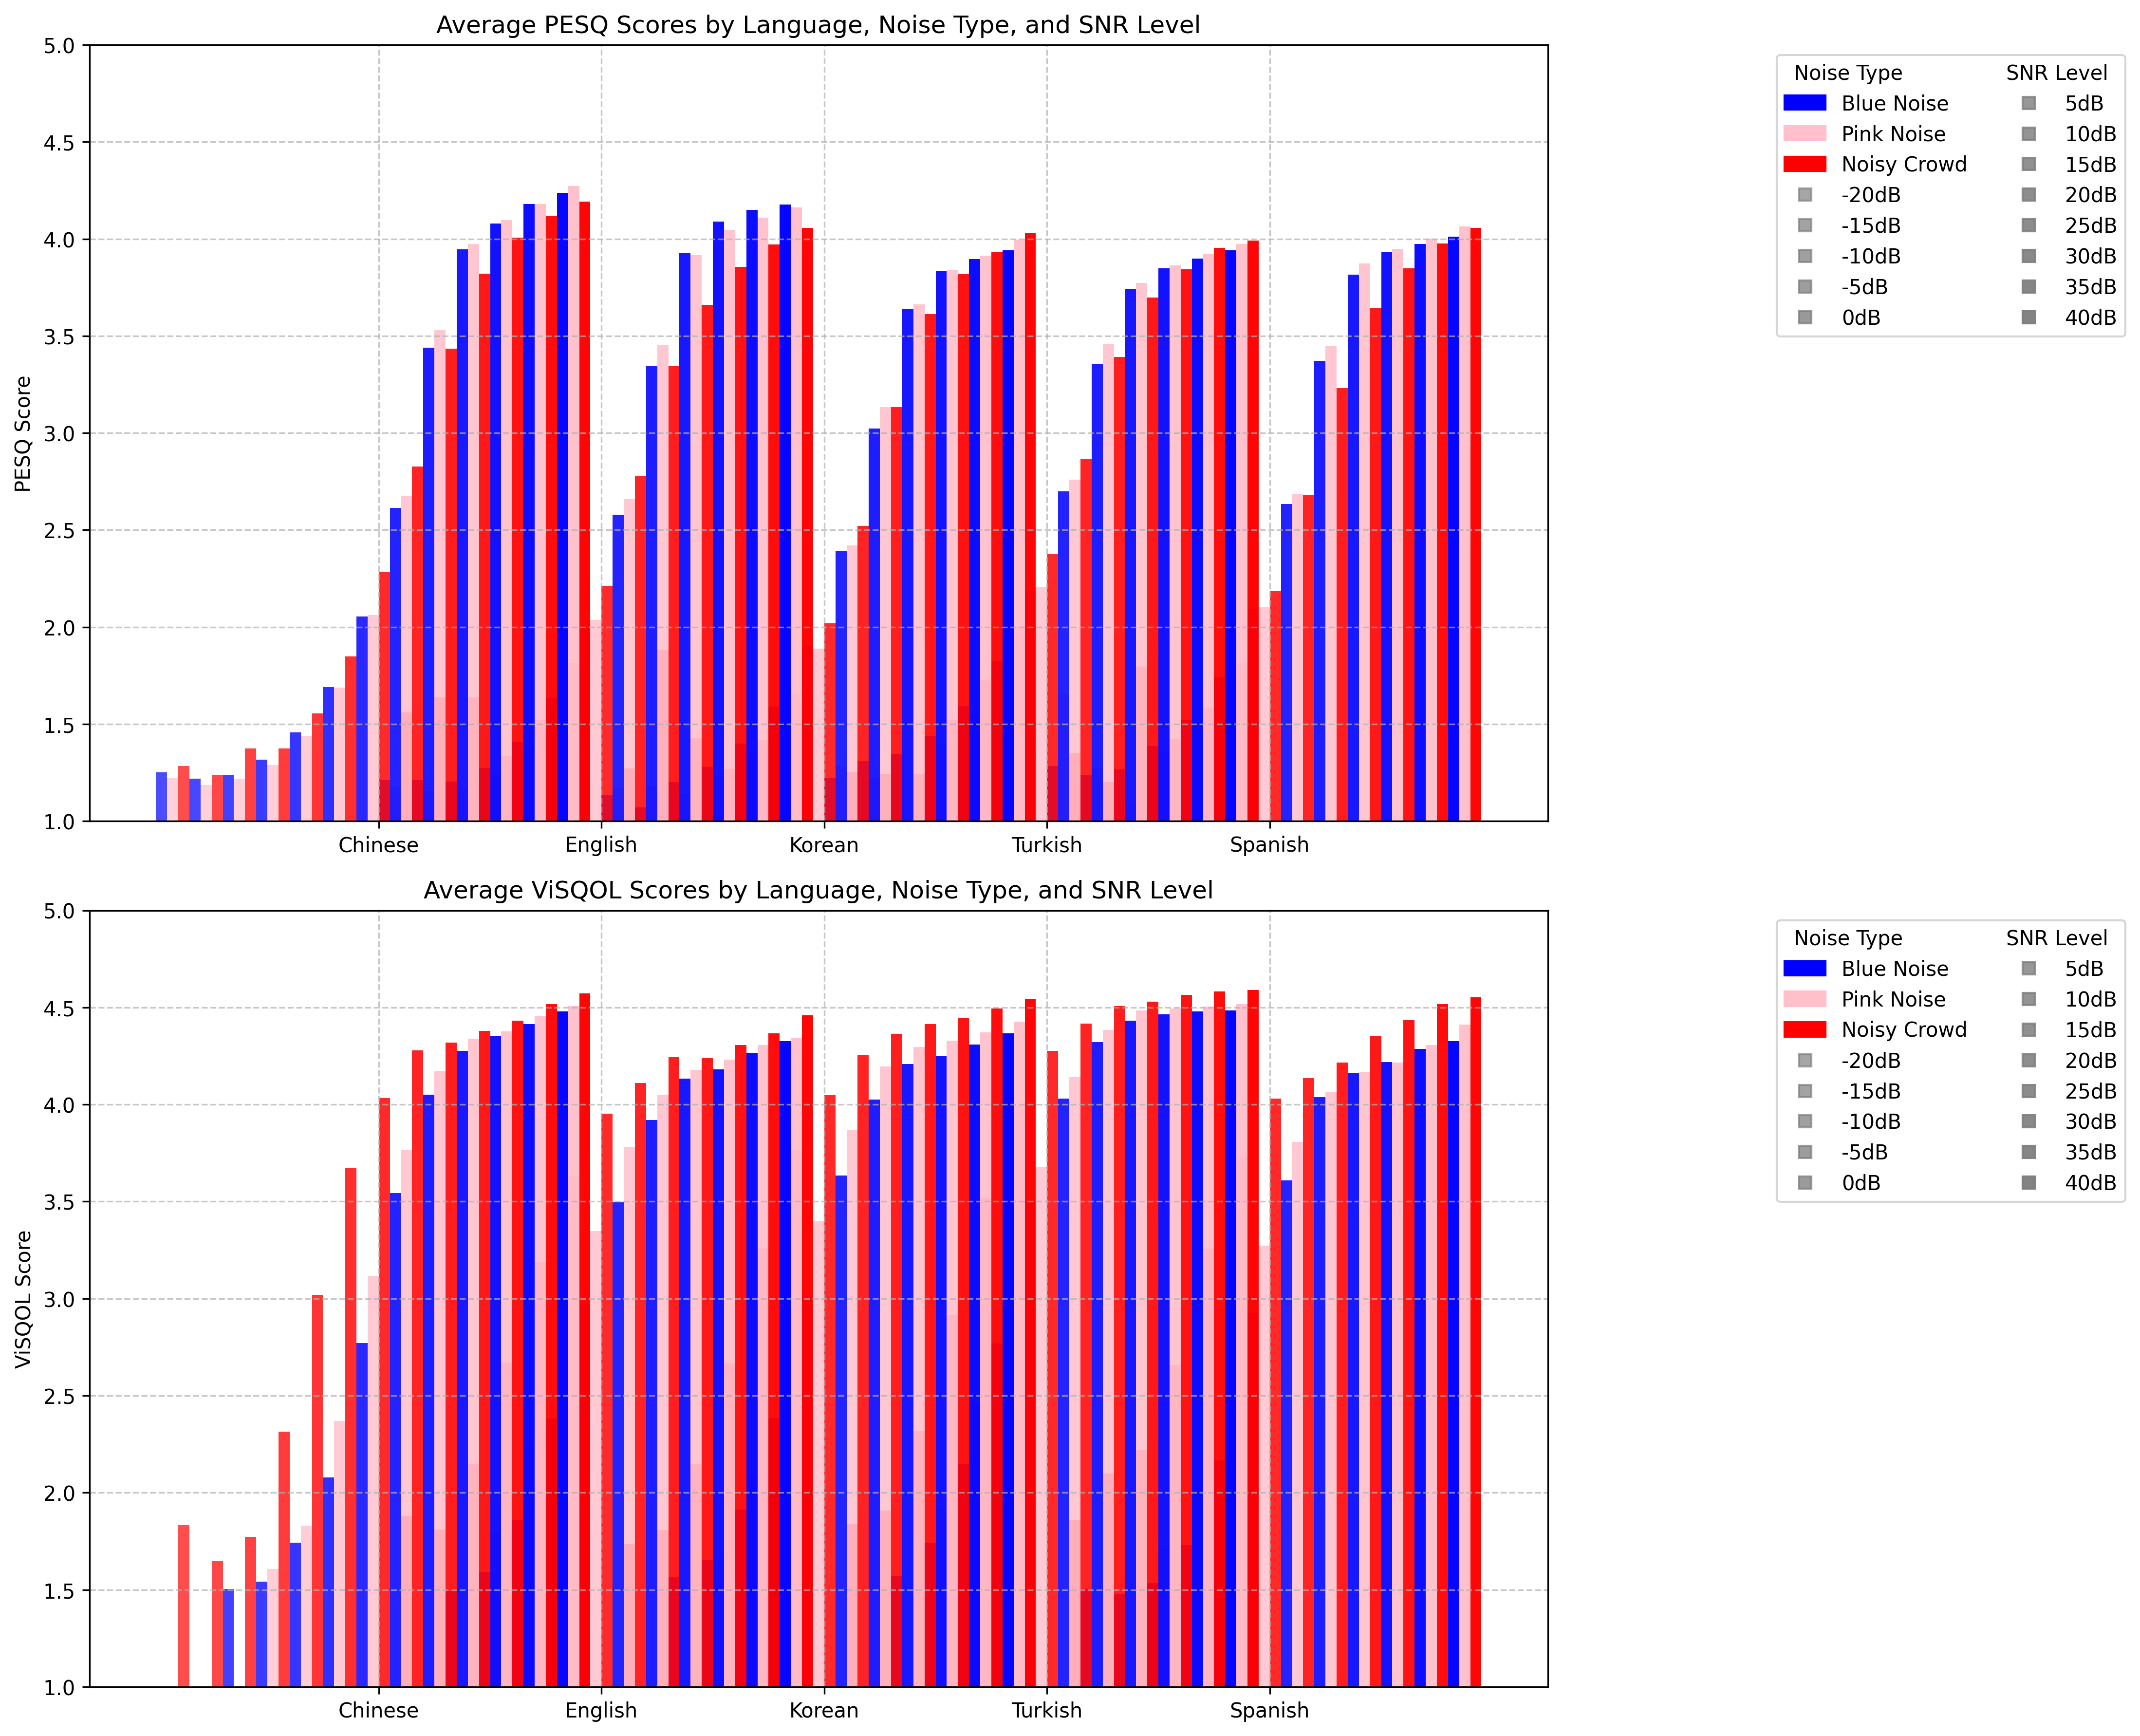 Average PESQ Scores by Language, Noise Type, and SNR Level
5.0
4.5
4.0
3.5
3.0
2.5
2.0
1.5
1.0
PESQ Score
Chinese
English
Korean
Turkish
Spanish
Noise Type
Blue Noise
Pink Noise
Noisy Crowd
-20dB
-15dB
-10dB
-5dB
0dB
SNR Level
5dB
10dB
15dB
20dB
25dB
30dB
35dB
40dB
Average ViSQOL Scores by Language, Noise Type, and SNR Level
5.0
4.5
4.0
3.5
3.0
2.5
2.0
1.5
1.0
ViSQOL Score
Chinese
English
Korean
Turkish
Spanish
Noise Type
Blue Noise
Pink Noise
Noisy Crowd
-20dB
-15dB
-10dB
-5dB
0dB
SNR Level
5dB
10dB
15dB
20dB
25dB
30dB
35dB
40dB